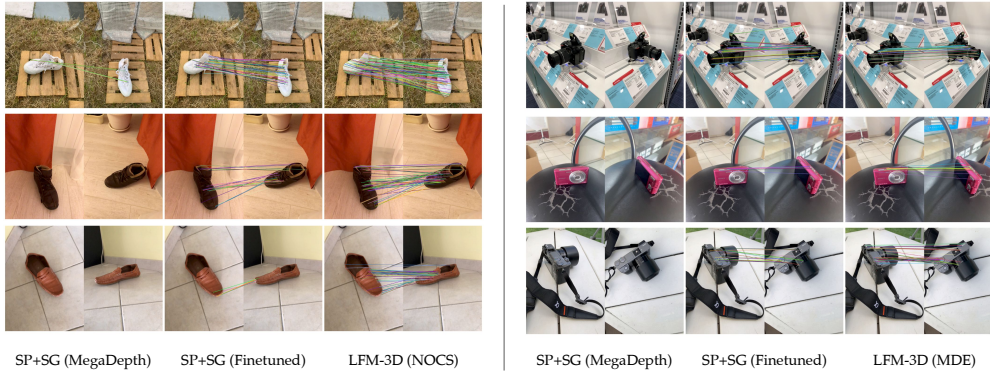 SP+SG (MegaDepth) SP+SG (Finetuned) LFM-3D (NOCS)
SP+SG (MegaDepth) SP+SG (Finetuned) LFM-3D (MDE)